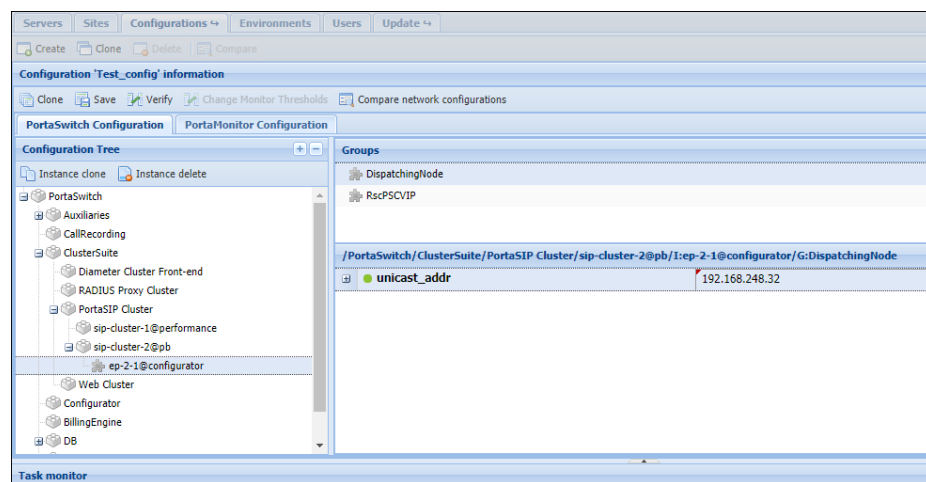 Servers Sites Configurations ↪ Environments Users Update ↪
Create Clone Delete Compare
Configuration 'Test_config' information
Clone Save Verify Change Monitor Thresholds Compare network configurations
PortaSwitch Configuration PortaMonitor Configuration
Configuration Tree
Instance clone Instance delete
PortaSwitch
Auxiliaries
CallRecording
ClusterSuite
Diameter Cluster Front-end
RADIUS Proxy Cluster
PortaSIP Cluster
sip-cluster-1@performance
sip-cluster-2@pb
ep-2-1@configurator
Web Cluster
Configurator
BillingEngine
DB
Groups
DispatchingNode
RscPSCVIP
/PortaSwitch/ClusterSuite/PortaSIP Cluster/sip-cluster-2@pb/I:ep-2-1@configurator/G:DispatchingNode
unicast_addr 192.168.248.32
Task monitor